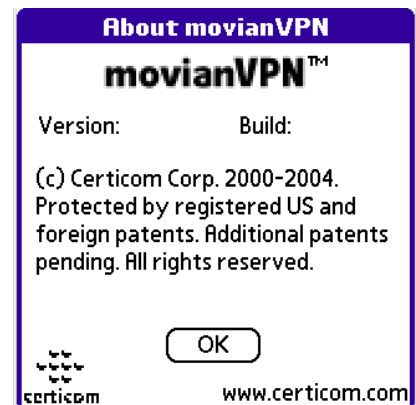 About movianVPN
movianVPN™
Version: Build:
(c) Certicom Corp. 2000-2004.
Protected by registered US and
foreign patents. Additional patents
pending. All rights reserved.
OK
certicom
www.certicom.com